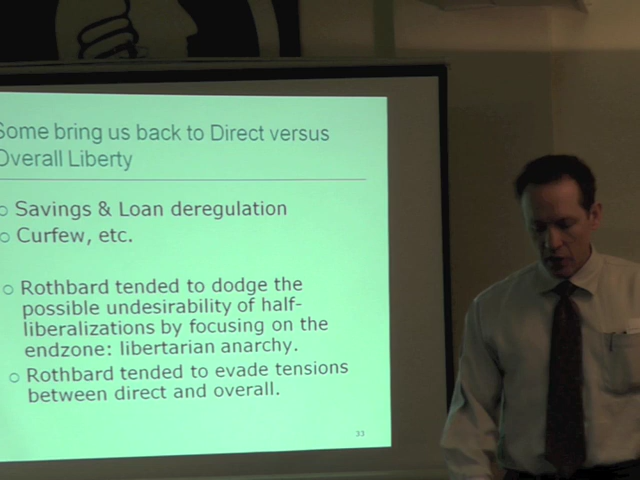 Some bring us back to Direct versus
Overall Liberty
Savings & Loan deregulation
Curfew, etc.
Rothbard tended to dodge the
possible undesirability of half-
liberalizations by focusing on the
endzone: libertarian anarchy.
Rothbard tended to evade tensions
between direct and overall.
33